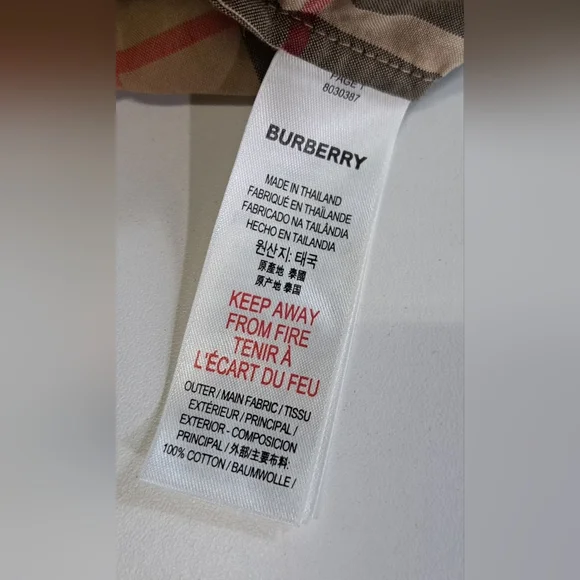 PAGE 1
8030387
BURBERRY
MADE IN THAILAND
FABRIQUÉ EN THAÏLANDE
FABRICADO NA TAILÂNDIA
HECHO EN TAILANDIA
원산지: 태국
原產地 泰國
原产地 泰国
KEEP AWAY
FROM FIRE
TENIR À
L'ÉCART DU FEU
OUTER / MAIN FABRIC / TISSU
EXTÉRIEUR / PRINCIPAL /
EXTERIOR - COMPOSICION
PRINCIPAL / 外部/主要布料:
100% COTTON / BAUMWOLLE /